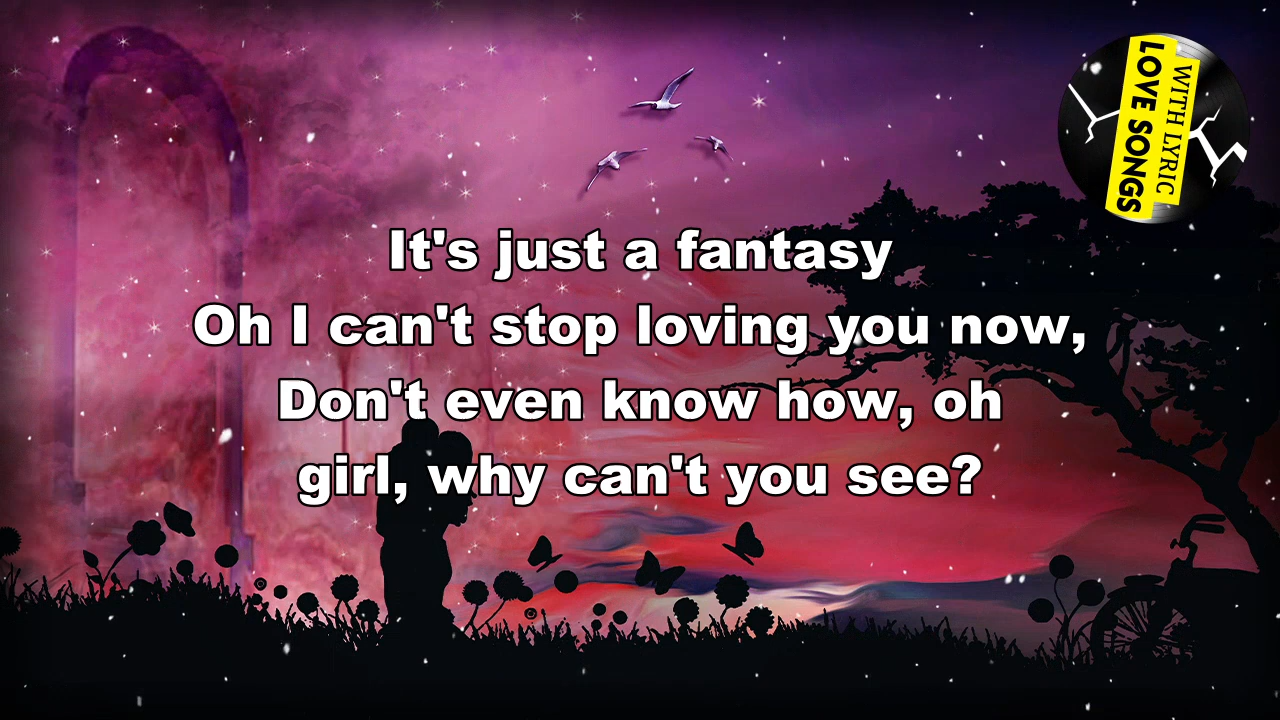 WITH LYRIC
LOVE SONGS
It's just a fantasy
Oh I can't stop loving you now,
Don't even know how, oh
girl, why can't you see?